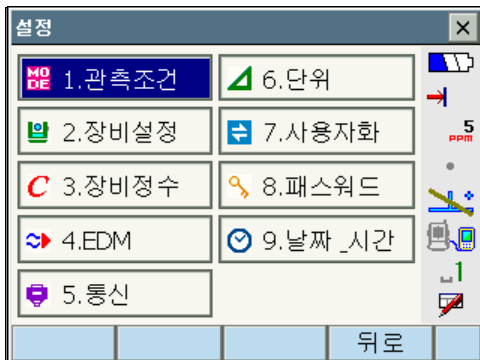 설정
MODE 1.관측조건
6.단위
2.장비설정
7.사용자화
C 3.장비정수
8.패스워드
4.EDM
9.날짜 _시간
5.통신
5
PPM
1
뒤로